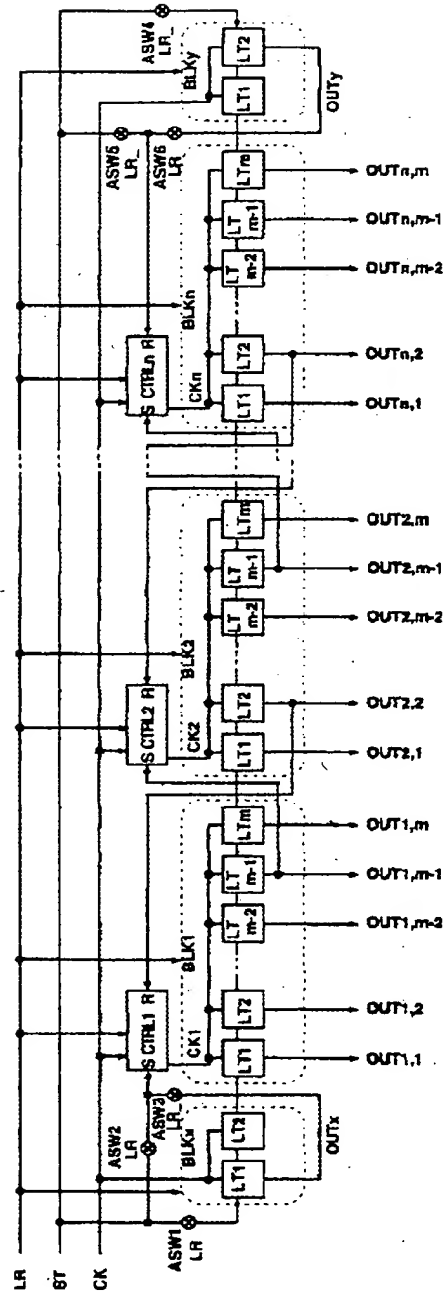 ASW4
LR_
LT2
BLKy
LT1
OUTy
ASW5
LR_
ASW6
LR
LTm
OUTn,m
LT
m-1
OUTn,m-1
LT
m-2
OUTn,m-2
BLKn
S CTRLn R
CKn
LT2
OUTn,2
LT1
OUTn,1
LTm
OUT2,m
LT
m-1
OUT2,m-1
LT
m-2
OUT2,m-2
BLK2
S CTRL2 R
CK2
LT2
OUT2,2
LT1
OUT2,1
LTm
OUT1,m
LT
m-1
OUT1,m-1
LT
m-2
OUT1,m-2
BLK1
S CTRL1 R
CK1
LT2
OUT1,2
LT1
OUT1,1
ASW2
LR
ASW3
LR_
BLKx
LT2
LT1
OUTx
ASW1
LR
LR
ST
CK